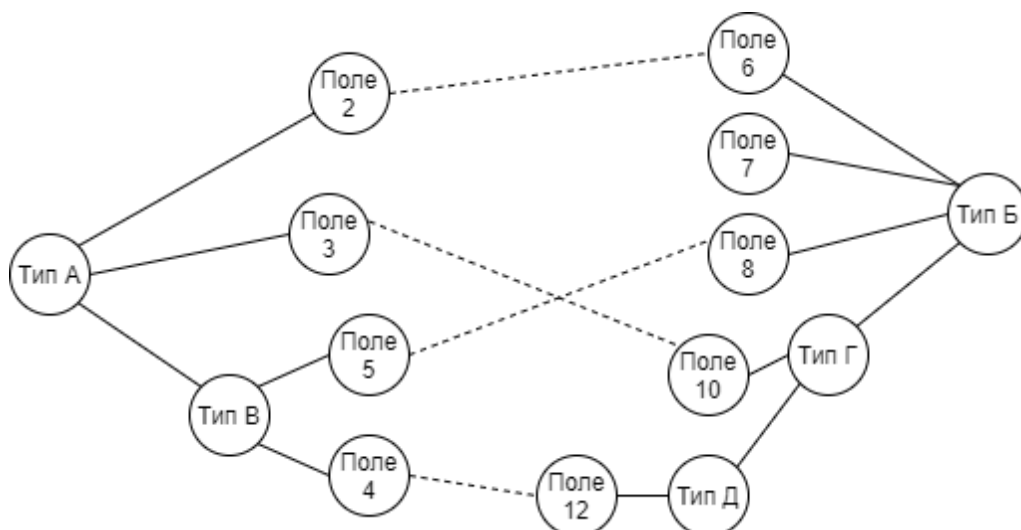 Поле
2
Поле
6
Поле
7
Поле
3
Тип Б
Поле
8
Тип А
Поле
5
Поле
10
Тип Г
Тип В
Поле
4
Поле
12
Тип Д